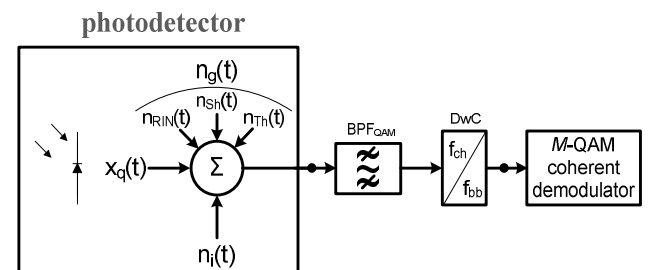 photodetector
n_g(t)
n_RIN(t)
n_Sh(t)
n_Th(t)
x_q(t)
Σ
n_i(t)
BPF_QAM
DwC
f_ch
f_bb
M-QAM
coherent
demodulator